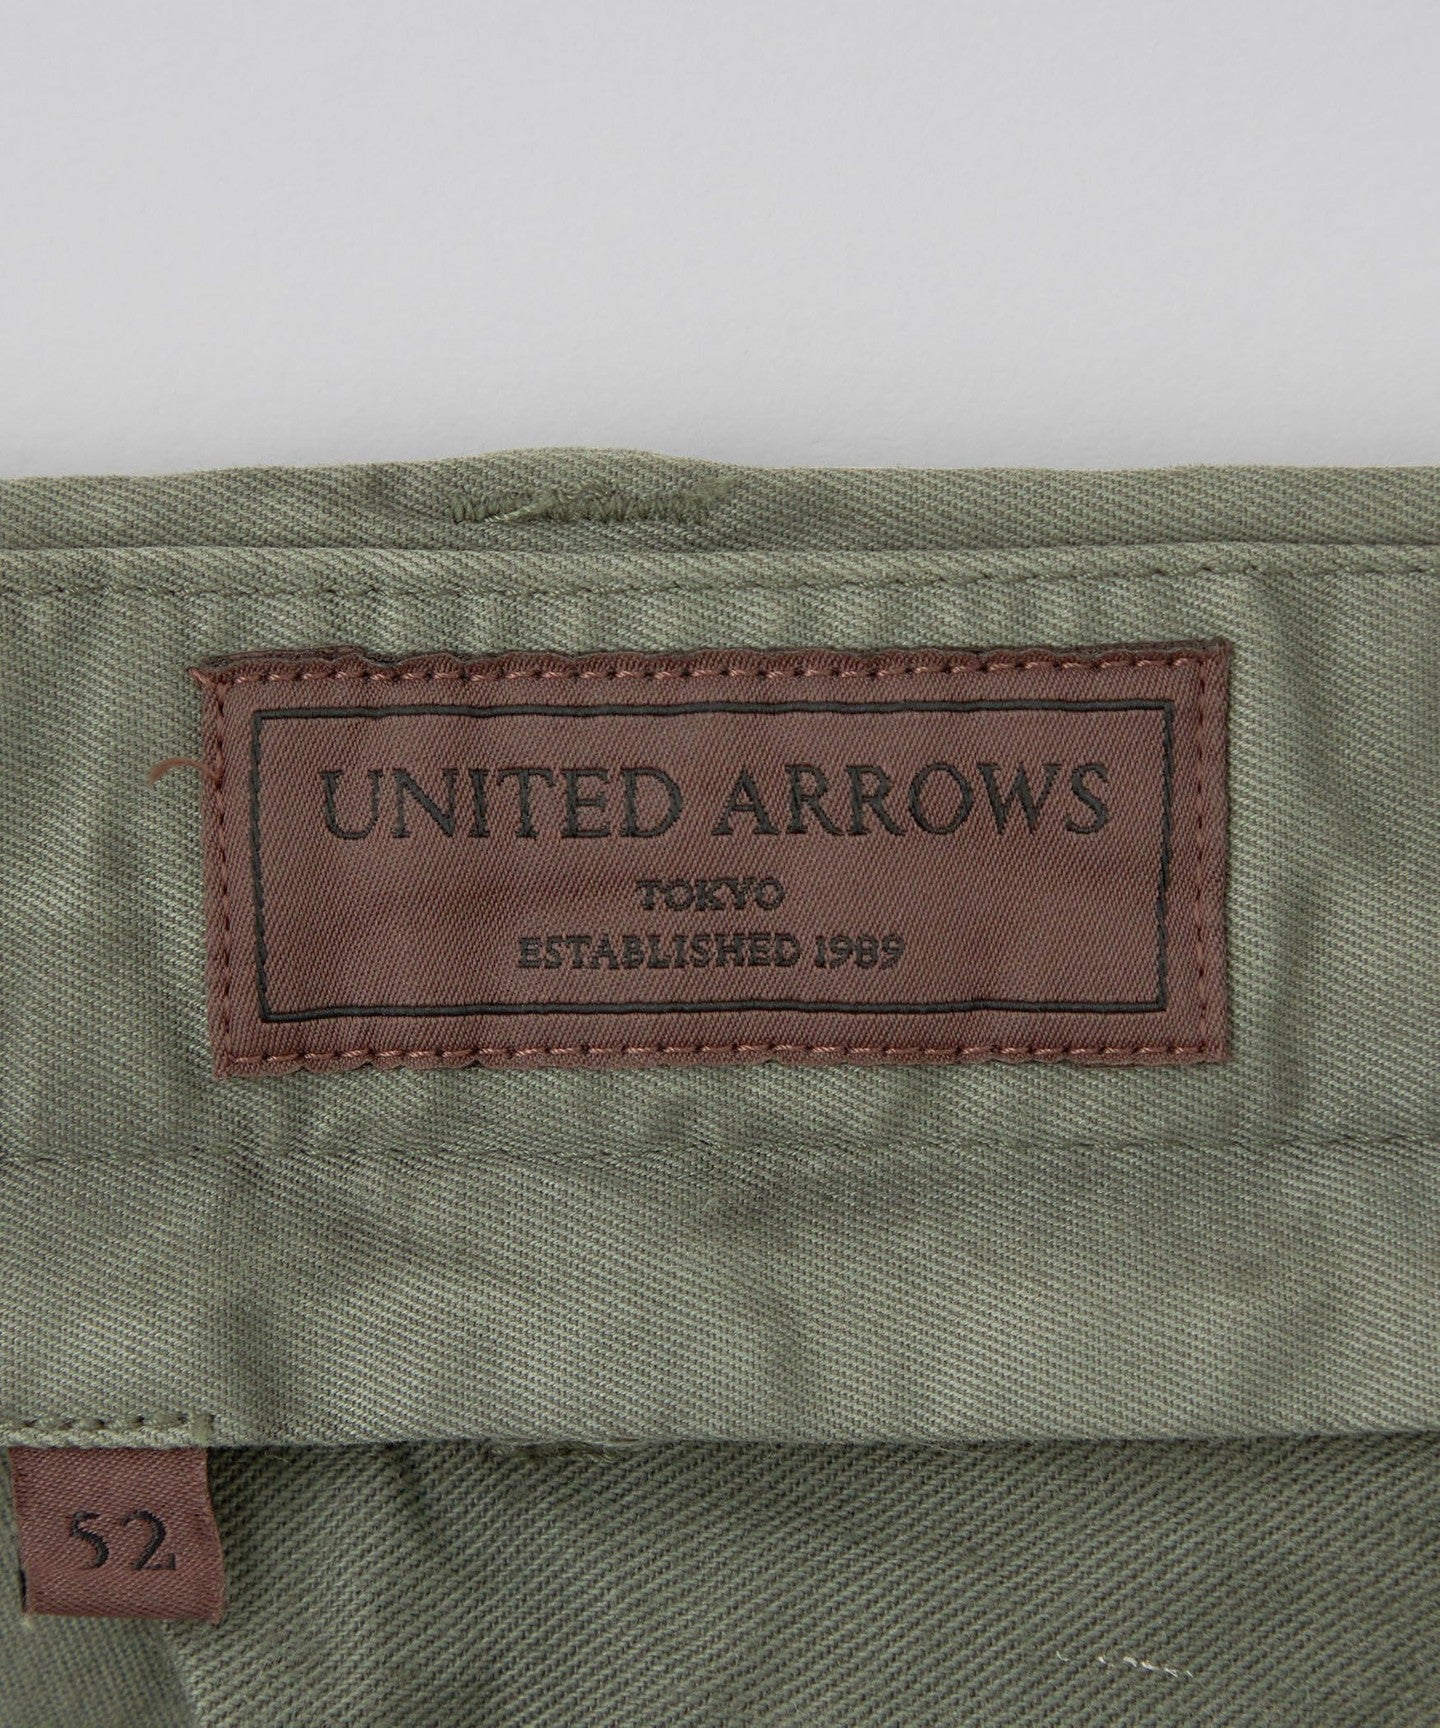 UNITED ARROWS
TOKYO
ESTABLISHED 1989
52